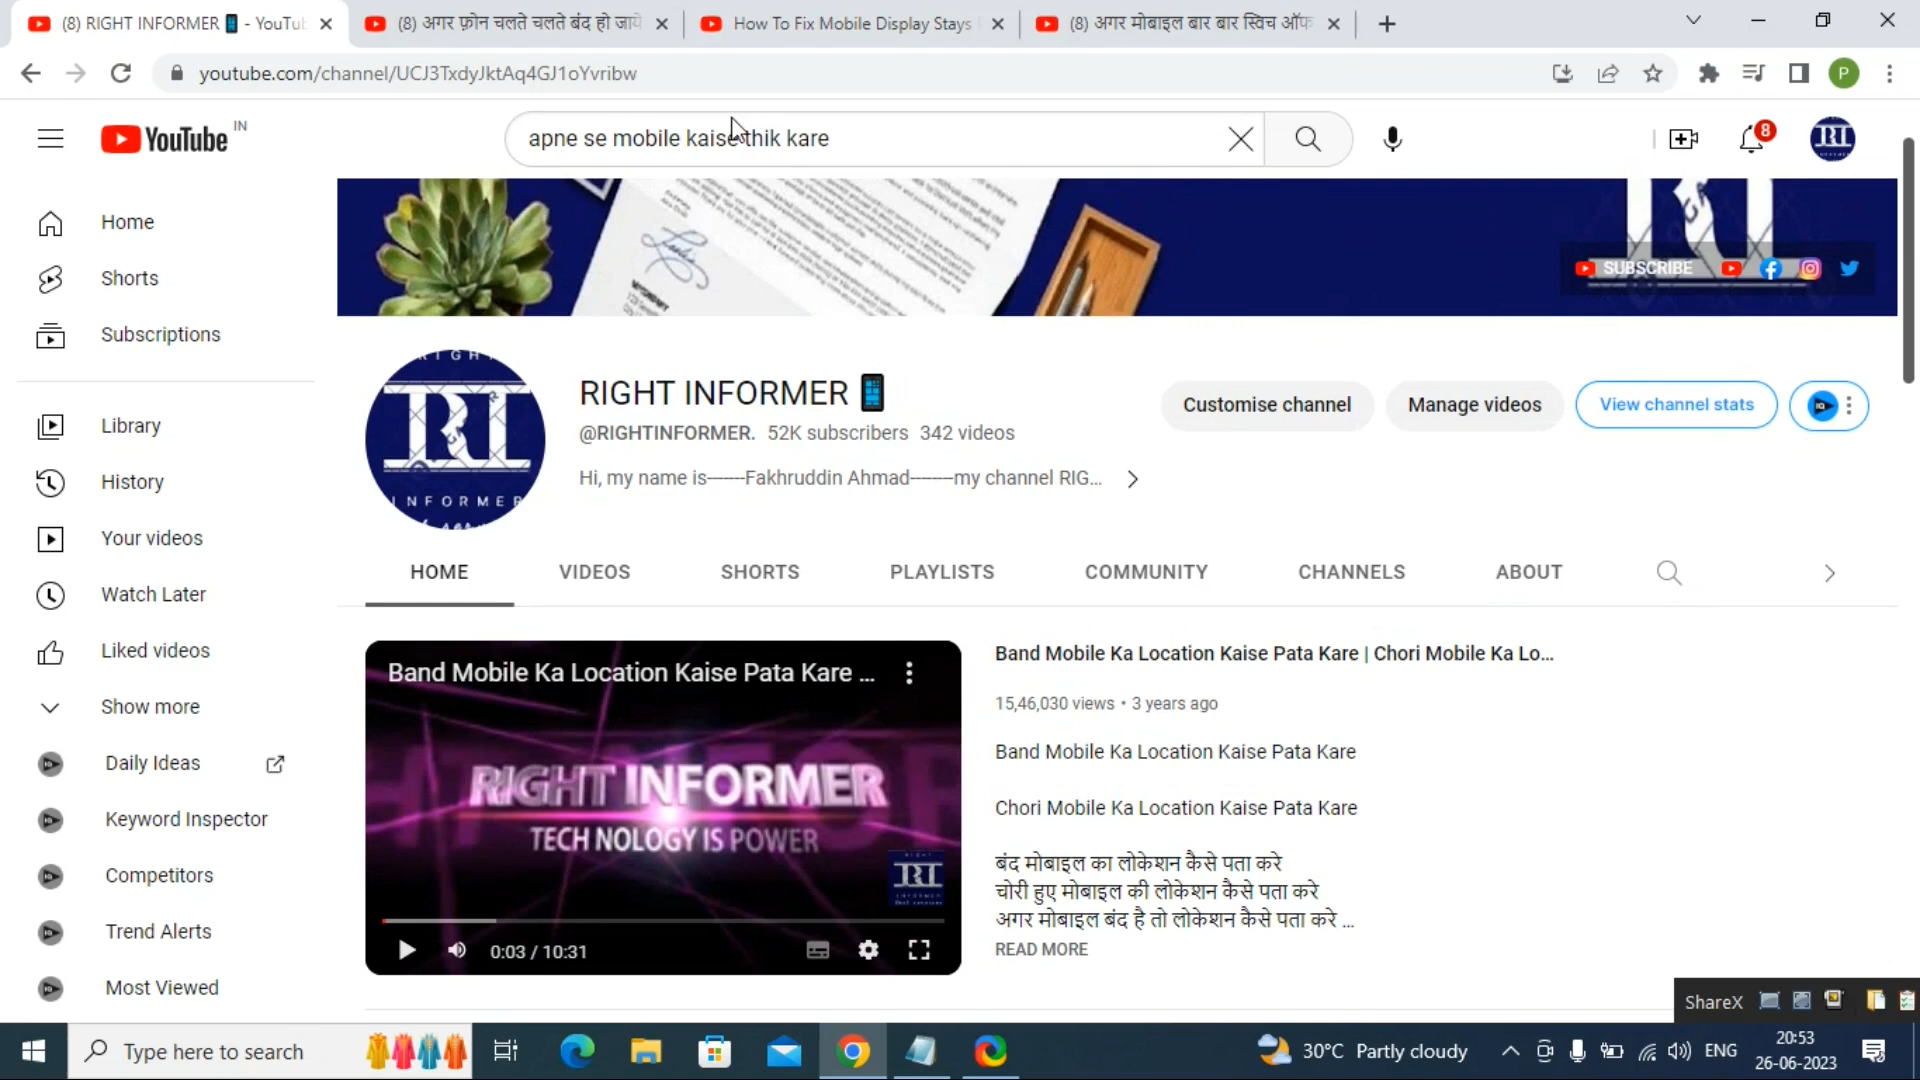 (8) RIGHT INFORMER📱 - YouTub
(8) अगर फ़ोन चलते चलते बंद हो जाये
How To Fix Mobile Display Stays
(8) अगर मोबाइल बार बार स्विच ऑफ
youtube.com/channel/UCJ3TxdyJktAq4GJ1oYvribw
P
YouTube IN
apne se mobile kaise thik kare
8
Home
Shorts
Subscriptions
Library
History
Your videos
Watch Later
Liked videos
Show more
Daily Ideas
Keyword Inspector
Competitors
Trend Alerts
Most Viewed
SUBSCRIBE
RIGHT INFORMER📱
@RIGHTINFORMER. 52K subscribers 342 videos
Hi, my name is-------Fakhruddin Ahmad--------my channel RIG...
Customise channel
Manage videos
View channel stats
HOME
VIDEOS
SHORTS
PLAYLISTS
COMMUNITY
CHANNELS
ABOUT
Band Mobile Ka Location Kaise Pata Kare ...
RIGHT INFORMER
TECH NOLOGY IS POWER
0:03 / 10:31
Band Mobile Ka Location Kaise Pata Kare | Chori Mobile Ka Lo...
15,46,030 views • 3 years ago
Band Mobile Ka Location Kaise Pata Kare
Chori Mobile Ka Location Kaise Pata Kare
बंद मोबाइल का लोकेशन कैसे पता करे
चोरी हुए मोबाइल की लोकेशन कैसे पता करे
अगर मोबाइल बंद है तो लोकेशन कैसे पता करे ...
READ MORE
ShareX
Type here to search
30°C Partly cloudy
ENG
20:53
26-06-2023